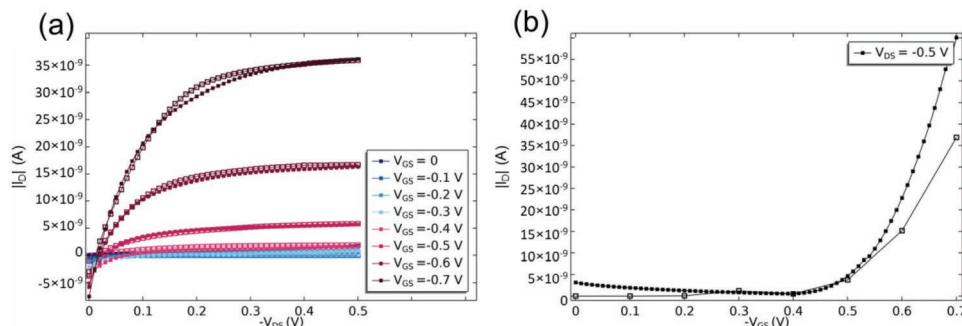 (a)
|I_D| (A)
35×10⁻⁹
30×10⁻⁹
25×10⁻⁹
20×10⁻⁹
15×10⁻⁹
10×10⁻⁹
5×10⁻⁹
0
5×10⁻⁹
V_GS = 0
V_GS = -0.1 V
V_GS = -0.2 V
V_GS = -0.3 V
V_GS = -0.4 V
V_GS = -0.5 V
V_GS = -0.6 V
V_GS = -0.7 V
0 0.1 0.2 0.3 0.4 0.5 0.6 0.7
-V_DS (V)
(b)
|I_D| (A)
V_DS = -0.5 V
55×10⁻⁹
50×10⁻⁹
45×10⁻⁹
40×10⁻⁹
35×10⁻⁹
30×10⁻⁹
25×10⁻⁹
20×10⁻⁹
15×10⁻⁹
10×10⁻⁹
5×10⁻⁹
0
0 0.1 0.2 0.3 0.4 0.5 0.6 0.7
-V_GS (V)